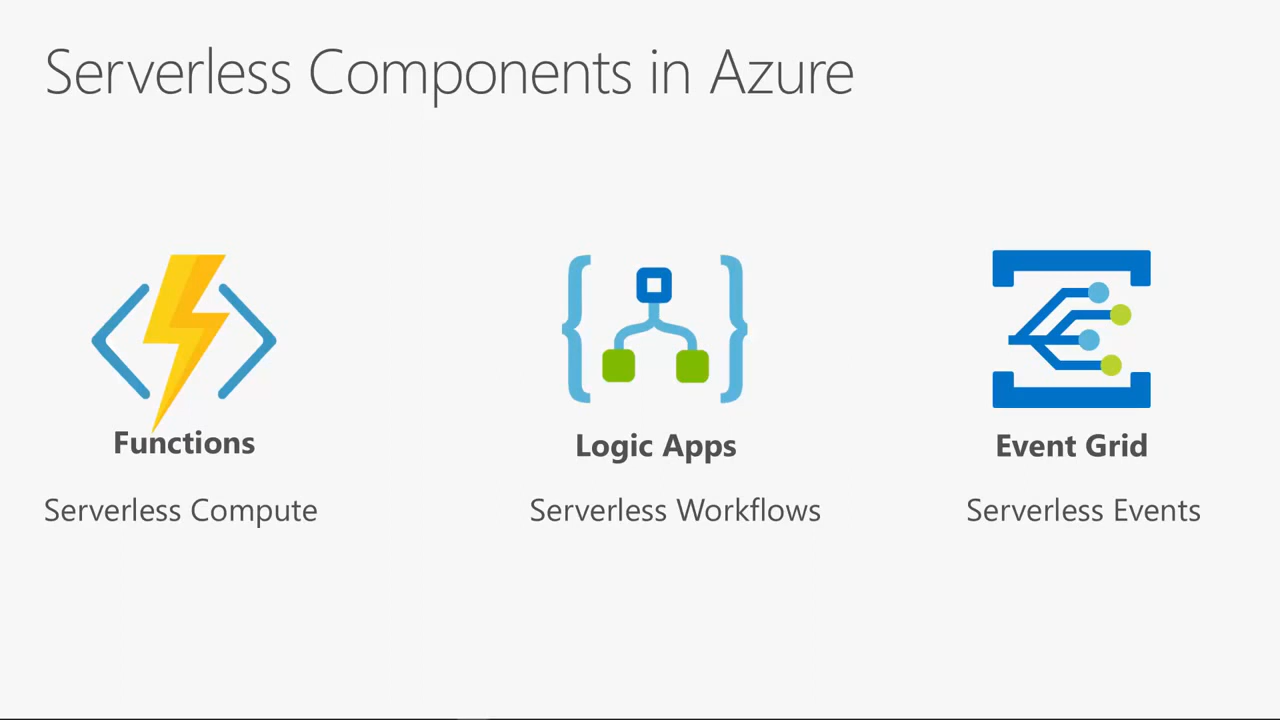 Serverless Components in Azure
Functions
Serverless Compute
Logic Apps
Serverless Workflows
Event Grid
Serverless Events